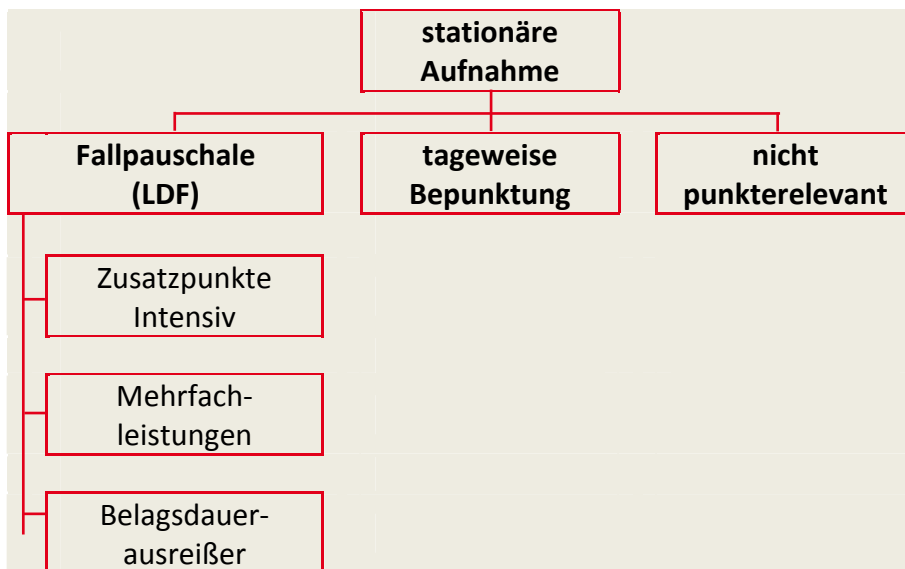 stationäre
Aufnahme
Fallpauschale
(LDF)
tageweise
Bepunktung
nicht
punkterelevant
Zusatzpunkte
Intensiv
Mehrfach-
leistungen
Belagsdauer-
ausreißer